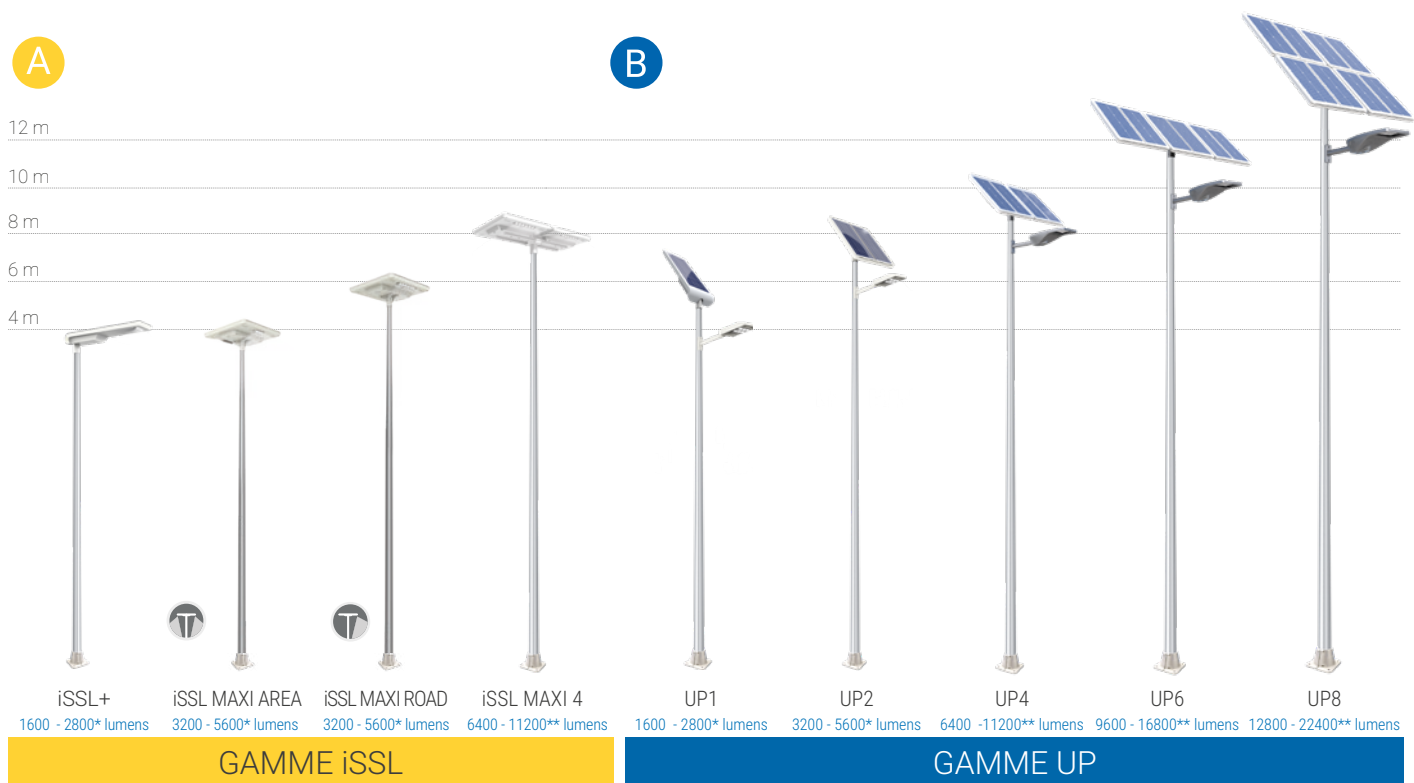 A
B
12 m
10 m
8 m
6 m
4 m
iSSL+
1600 - 2800* lumens
iSSL MAXI AREA
3200 - 5600* lumens
iSSL MAXI ROAD
3200 - 5600* lumens
iSSL MAXI 4
6400 - 11200** lumens
UP1
1600 - 2800* lumens
UP2
3200 - 5600* lumens
UP4
6400 -11200** lumens
UP6
9600 - 16800** lumens
UP8
12800 - 22400** lumens
GAMME iSSL
GAMME UP